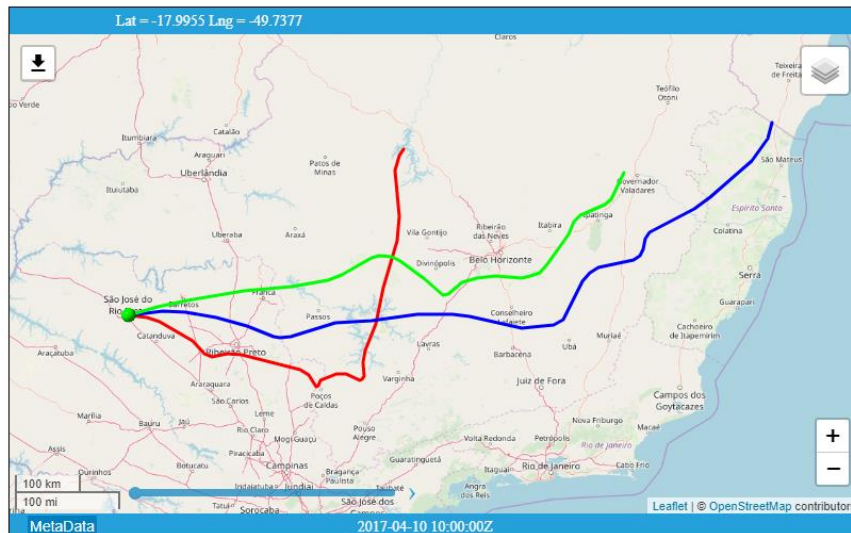 Lat = -17.9955 Lng = -49.7377
Claros
Teixeira
de Freita
Rio Verde
Teófilo
Otoni
Catalão
Itumbiara
Araguari
Patos de
Minas
São Mateus
Uberlândia
Governador
Valadares
Ituiutaba
Ipatinga
Espírito Santo
Ribeirão
das Neves
Itabira
Uberaba
Araxá
Vila Gontijo
Colatina
Belo Horizonte
Divinópolis
Serra
São José do
Rio
Barretos
Franca
Guarapari
Passos
Conselheiro
Lafaiete
Cachoeiro
de Itapemirim
Catanduva
Ribeirão Preto
Muriaé
Lavras
Ubá
Araçatuba
Barbacena
Varginha
Araraquara
Juiz de Fora
Poços
de Caldas
Campos dos
Goytacazes
São Carlos
Marília
Leme
Bauru
Jaú
Pouso
Alegre
Nova Friburgo
Macaé
Rio Claro
Mogi Guaçu
Volta Redonda
Petrópolis
Rio de Janeiro
Assis
Piracicaba
Guaratinguetá
Cabo Frio
Botucatu
Campinas
Rio de Janeiro
Ourinhos
Bragança
Paulista
Itaguaí
100 km
Indaiatuba
Jundiaí
Taubaté
Angra
dos Reis
100 mi
Tatuí
São José dos
Campos
Sorocaba
+
−
Leaflet | © OpenStreetMap contributor
MetaData
2017-04-10 10:00:00Z